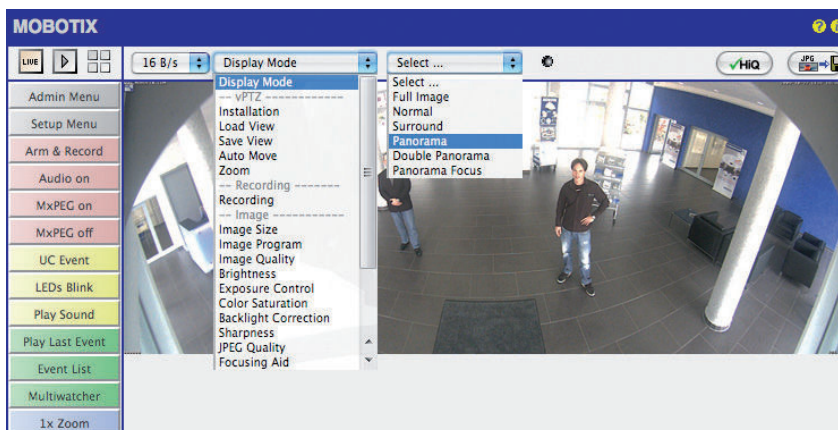 MOBOTIX
LIVE
16 B/s
Display Mode
Select ...
HiQ
JPG
Admin Menu
Setup Menu
Arm & Record
Audio on
MxPEG on
MxPEG off
UC Event
LEDs Blink
Play Sound
Play Last Event
Event List
Multiwatcher
1x Zoom
Display Mode
-- vPTZ ------------
Installation
Load View
Save View
Auto Move
Zoom
-- Recording -------
Recording
-- Image -----------
Image Size
Image Program
Image Quality
Brightness
Exposure Control
Color Saturation
Backlight Correction
Sharpness
JPEG Quality
Focusing Aid
Select ...
Full Image
Normal
Surround
Panorama
Double Panorama
Panorama Focus